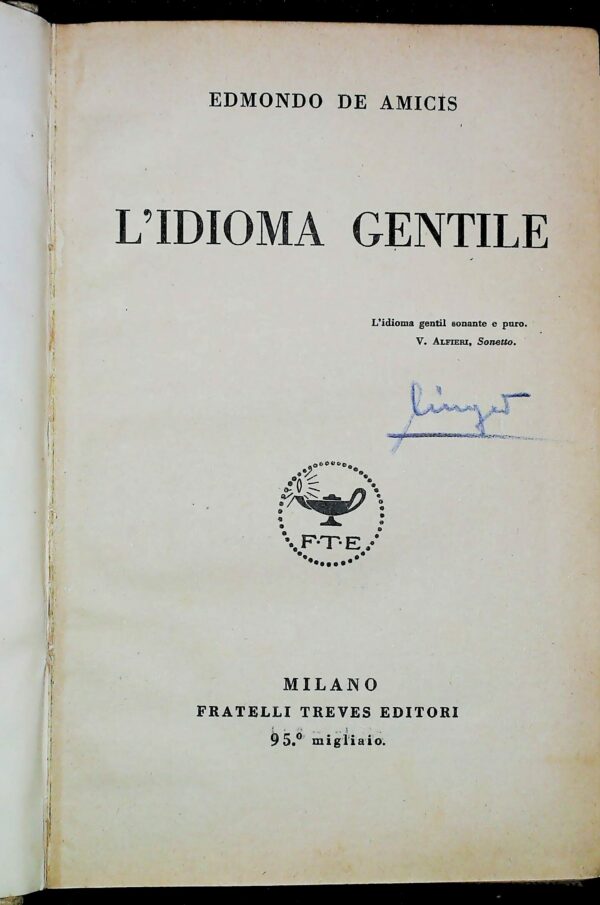 EDMONDO DE AMICIS
L'IDIOMA GENTILE
L'idioma gentil sonante e puro.
V. ALFIERI, Sonetto.
F·T·E
MILANO
FRATELLI TREVES EDITORI
95.º migliaio.